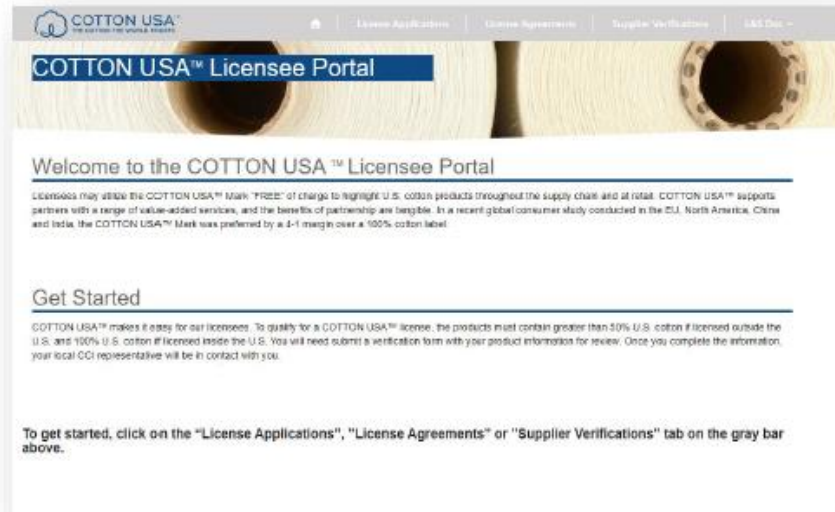 COTTON USA™
THE COTTON THE WORLD TRUSTS
License Applications License Agreements Supplier Verifications L&S Doc
COTTON USA™ Licensee Portal
Welcome to the COTTON USA ™ Licensee Portal
Licensees may utilize the COTTON USA™ Mark "FREE" of charge to highlight U.S. cotton products throughout the supply chain and at retail. COTTON USA™ supports
partners with a range of value-added services, and the benefits of partnership are tangible. In a recent global consumer study conducted in the EU, North America, China
and India, the COTTON USA™ Mark was preferred by a 4-1 margin over a 100% cotton label.
Get Started
COTTON USA™ makes it easy for our licensees. To qualify for a COTTON USA™ license, the products must contain greater than 50% U.S. cotton if licensed outside the
U.S. and 100% U.S. cotton if licensed inside the U.S. You will need submit a verification form with your product information for review. Once you complete the information,
your local CCI representative will be in contact with you.
To get started, click on the "License Applications", "License Agreements" or "Supplier Verifications" tab on the gray bar
above.